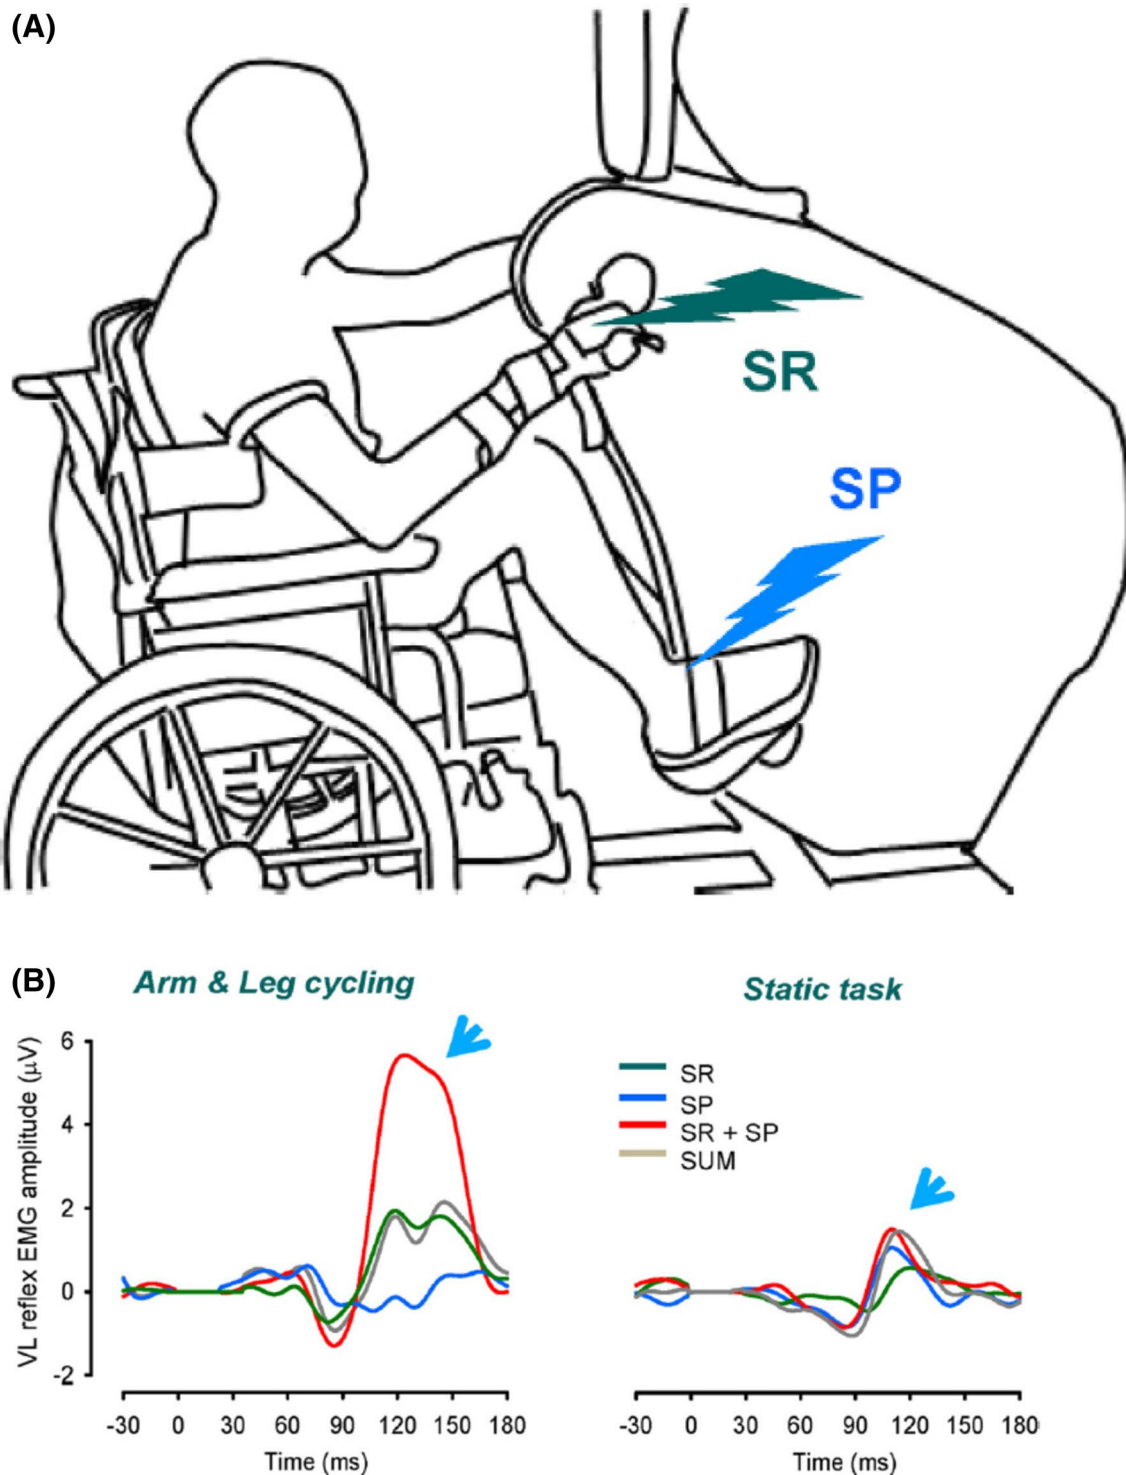 (A)
SR
SP
(B)
Arm & Leg cycling
Static task
VL reflex EMG amplitude (μV)
6
4
2
0
-2
-30 0 30 60 90 120 150 180
Time (ms)
SR
SP
SR + SP
SUM
-30 0 30 60 90 120 150 180
Time (ms)